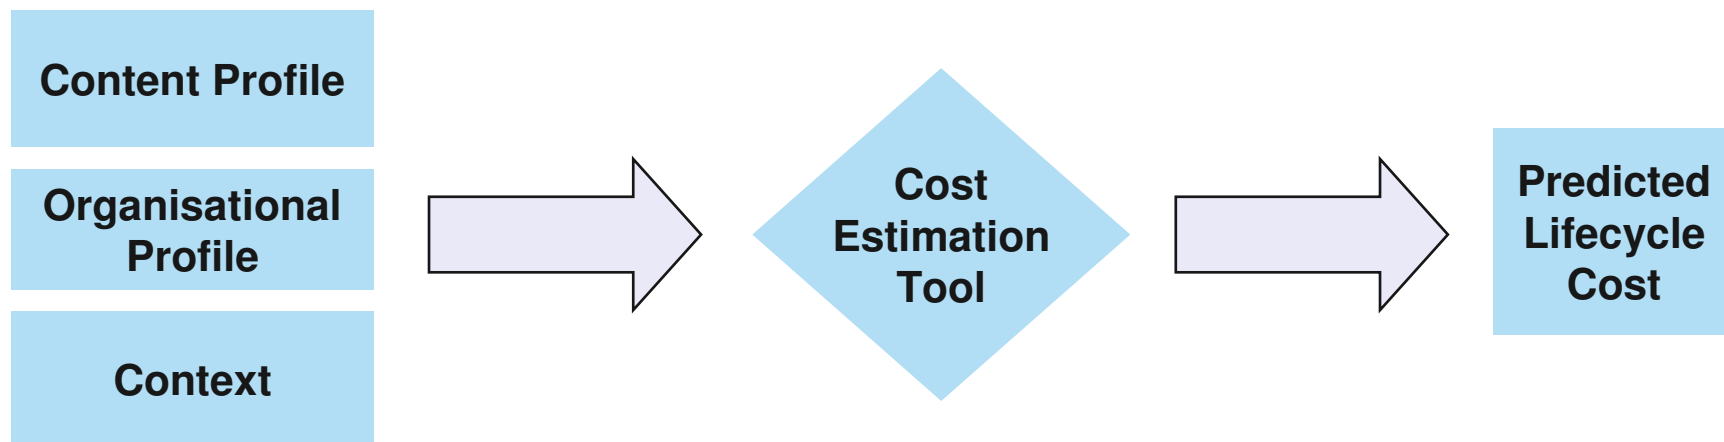 Content Profile
Organisational
Profile
Context
Cost
Estimation
Tool
Predicted
Lifecycle
Cost